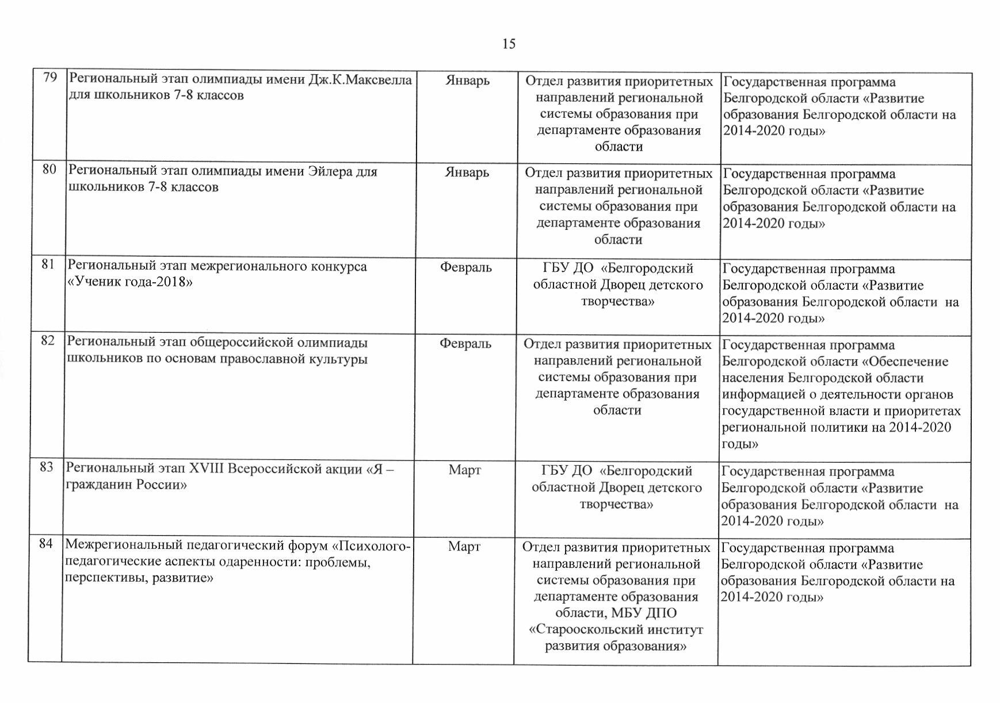 15
79
Региональный этап олимпиады имени Дж.К.Максвелла
для школьников 7-8 классов
Январь
Отдел развития приоритетных
направлений региональной
системы образования при
департаменте образования
области
Государственная программа
Белгородской области «Развитие
образования Белгородской области на
2014-2020 годы»
80
Региональный этап олимпиады имени Эйлера для
школьников 7-8 классов
Январь
Отдел развития приоритетных
направлений региональной
системы образования при
департаменте образования
области
Государственная программа
Белгородской области «Развитие
образования Белгородской области на
2014-2020 годы»
81
Региональный этап межрегионального конкурса
«Ученик года-2018»
Февраль
ГБУ ДО «Белгородский
областной Дворец детского
творчества»
Государственная программа
Белгородской области «Развитие
образования Белгородской области на
2014-2020 годы»
82
Региональный этап общероссийской олимпиады
школьников по основам православной культуры
Февраль
Отдел развития приоритетных
направлений региональной
системы образования при
департаменте образования
области
Государственная программа
Белгородской области «Обеспечение
населения Белгородской области
информацией о деятельности органов
государственной власти и приоритетах
региональной политики на 2014-2020
годы»
83
Региональный этап XVIII Всероссийской акции «Я –
гражданин России»
Март
ГБУ ДО «Белгородский
областной Дворец детского
творчества»
Государственная программа
Белгородской области «Развитие
образования Белгородской области на
2014-2020 годы»
84
Межрегиональный педагогический форум «Психолого-
педагогические аспекты одаренности: проблемы,
перспективы, развитие»
Март
Отдел развития приоритетных
направлений региональной
системы образования при
департаменте образования
области, МБУ ДПО
«Старооскольский институт
развития образования»
Государственная программа
Белгородской области «Развитие
образования Белгородской области на
2014-2020 годы»